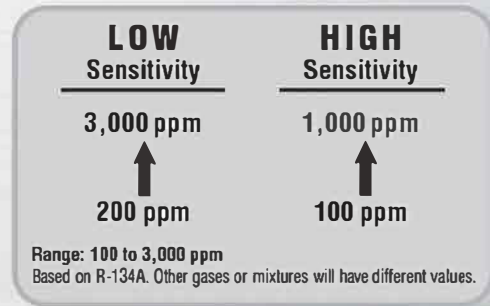 LOW
Sensitivity
3,000 ppm
200 ppm
HIGH
Sensitivity
1,000 ppm
100 ppm
Range: 100 to 3,000 ppm
Based on R-134A. Other gases or mixtures will have different values.